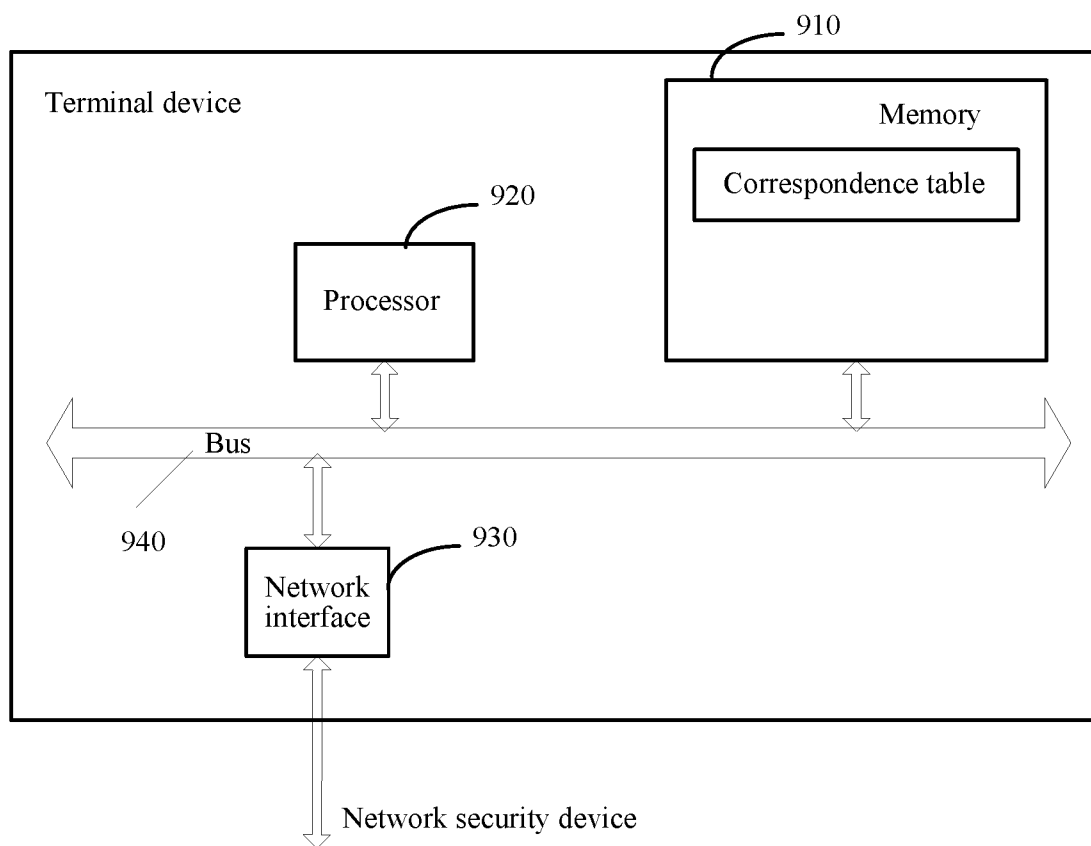 910
Terminal device
Memory
Correspondence table
920
Processor
Bus
940
930
Network
interface
Network security device